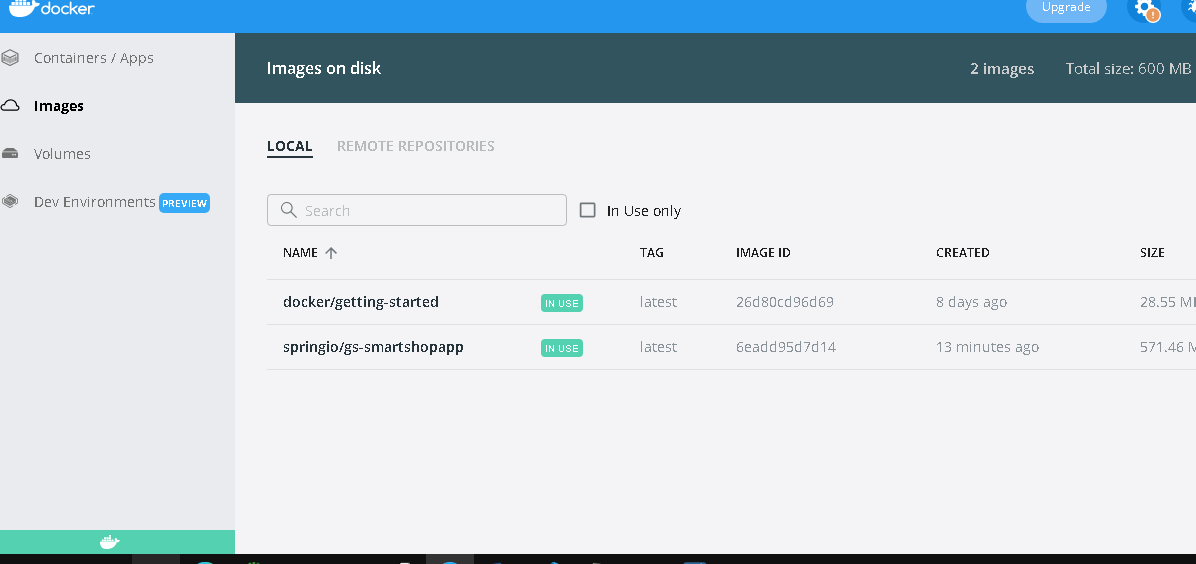 docker
Upgrade
Containers / Apps
Images
Volumes
Dev Environments PREVIEW
Images on disk
2 images
Total size: 600 MB
LOCAL
REMOTE REPOSITORIES
Search
In Use only
NAME TAG IMAGE ID CREATED SIZE
docker/getting-started IN USE latest 26d80cd96d69 8 days ago 28.55
springio/gs-smartshopapp IN USE latest 6eadd95d7d14 13 minutes ago 571.46